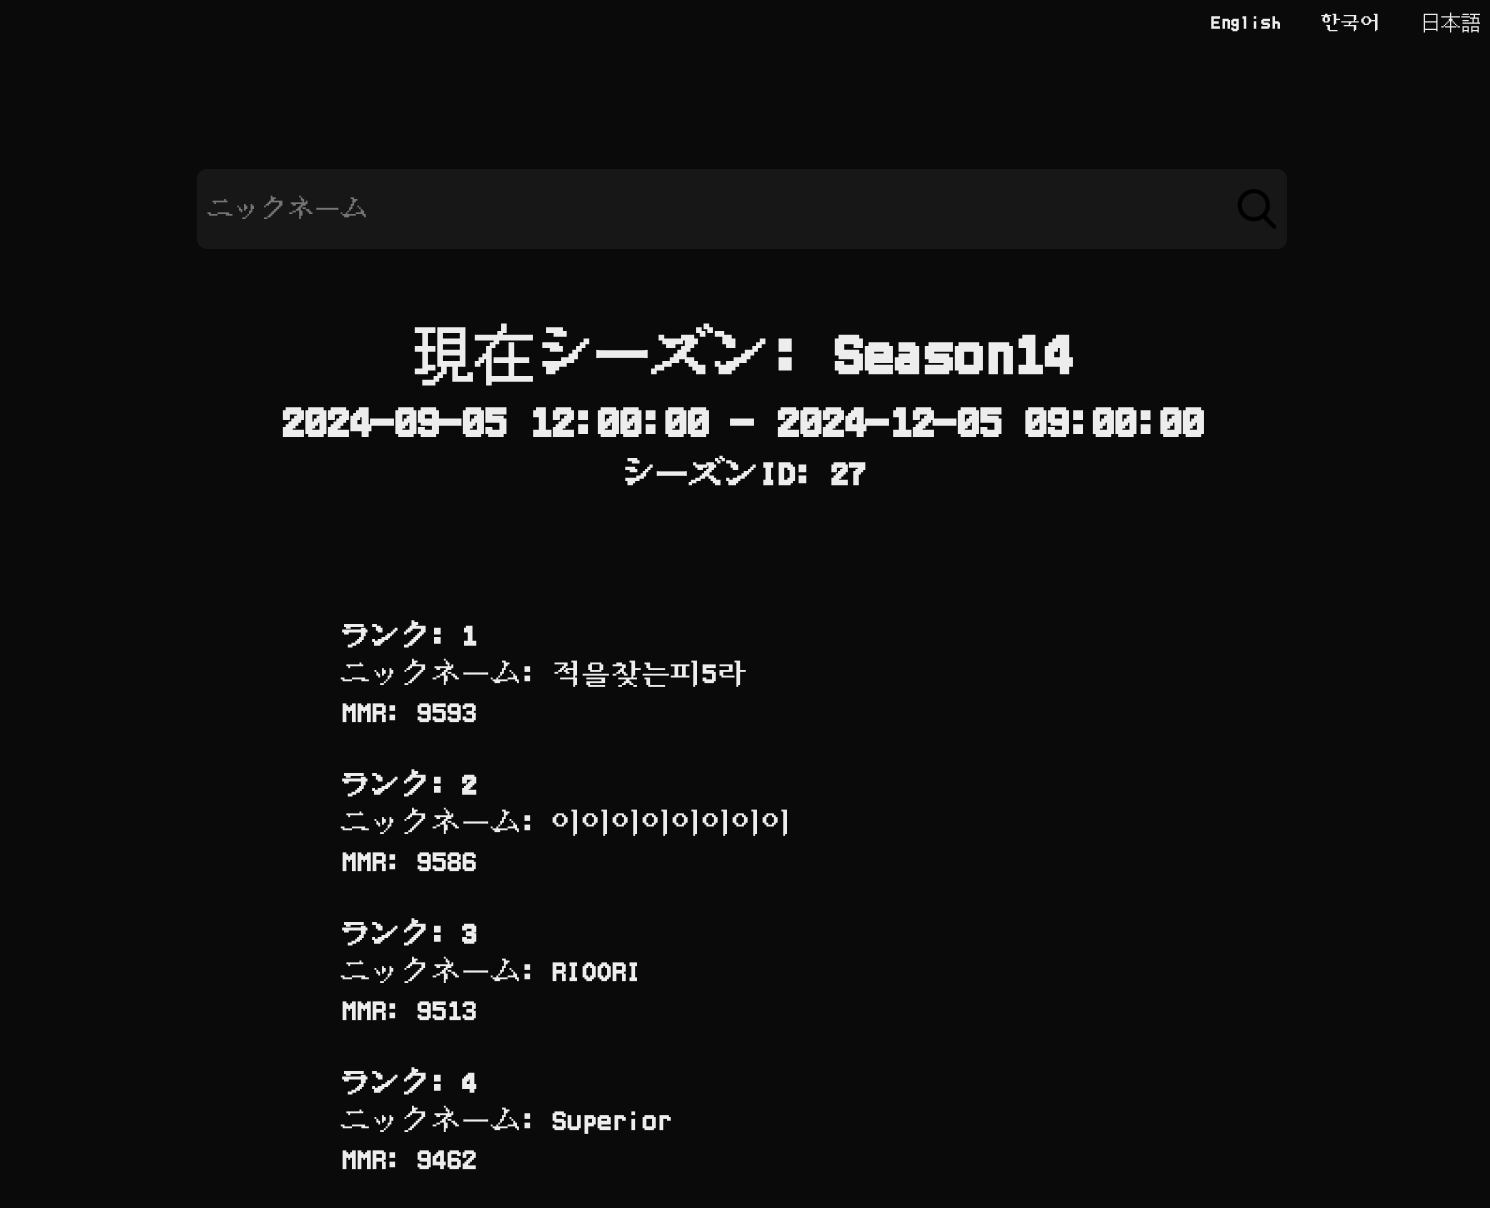 English 한국어 日本語
ニックネーム
現在シーズン: Season14
2024-09-05 12:00:00 - 2024-12-05 09:00:00
シーズンID: 27
ランク: 1
ニックネーム: 적을찾는피5라
MMR: 9593
ランク: 2
ニックネーム: 이이이이이이이이
MMR: 9586
ランク: 3
ニックネーム: RIOORI
MMR: 9513
ランク: 4
ニックネーム: Superior
MMR: 9462